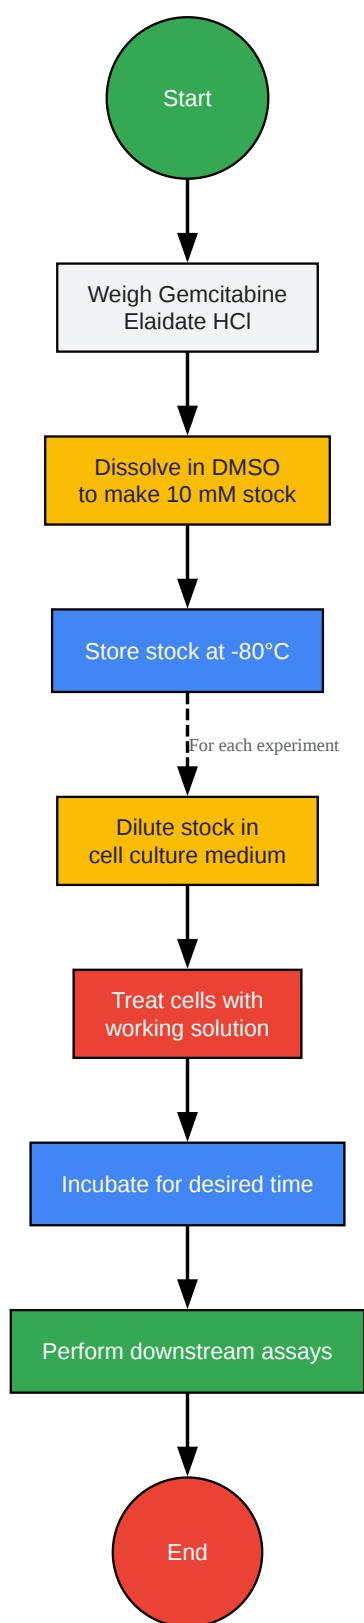 Start
Weigh Gemcitabine
Elaidate HCl
Dissolve in DMSO
to make 10 mM stock
Store stock at -80°C
For each experiment
Dilute stock in
cell culture medium
Treat cells with
working solution
Incubate for desired time
Perform downstream assays
End